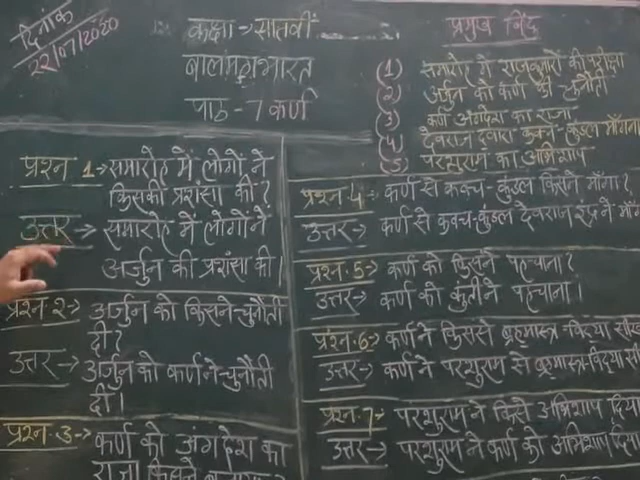 दिनांक
22/07/2020
कक्षा → सातवीं
बालमहाभारत
पाठ - 7 कर्ण
प्रमुख बिंदु
(1) समारोह में राजकुमारों की परीक्षा
(2) अर्जुन को कर्ण की चुनौती
(3) कर्ण अंगदेश का राजा
(4) देवराज द्वारा कवच-कुंडल माँगना
(5) परशुराम का अभिशाप
प्रश्न 1→ समारोह में लोगों ने
किसकी प्रशंसा की?
उत्तर → समारोह में लोगों ने
अर्जुन की प्रशंसा की।
प्रश्न 2→ अर्जुन को किसने चुनौती
दी?
उत्तर → अर्जुन को कर्ण ने चुनौती
दी।
प्रश्न-3→ कर्ण को अंगदेश का
राजा किसने
प्रश्न-4→ कर्ण से कवच-कुंडल किसने माँगा?
उत्तर→ कर्ण से कवच-कुंडल देवराज इंद्र ने
प्रश्न-5→ कर्ण को किसने पहचाना?
उत्तर→ कर्ण को कुंती ने पहचाना।
प्रश्न-6→ कर्ण ने किससे ब्रह्मास्त्र-विद्या
उत्तर→ कर्ण ने परशुराम से ब्रह्मास्त्र-विद्या
प्रश्न-7→ परशुराम ने किसे अभिशाप दिया
उत्तर→ परशुराम ने कर्ण को अभिशाप दिया